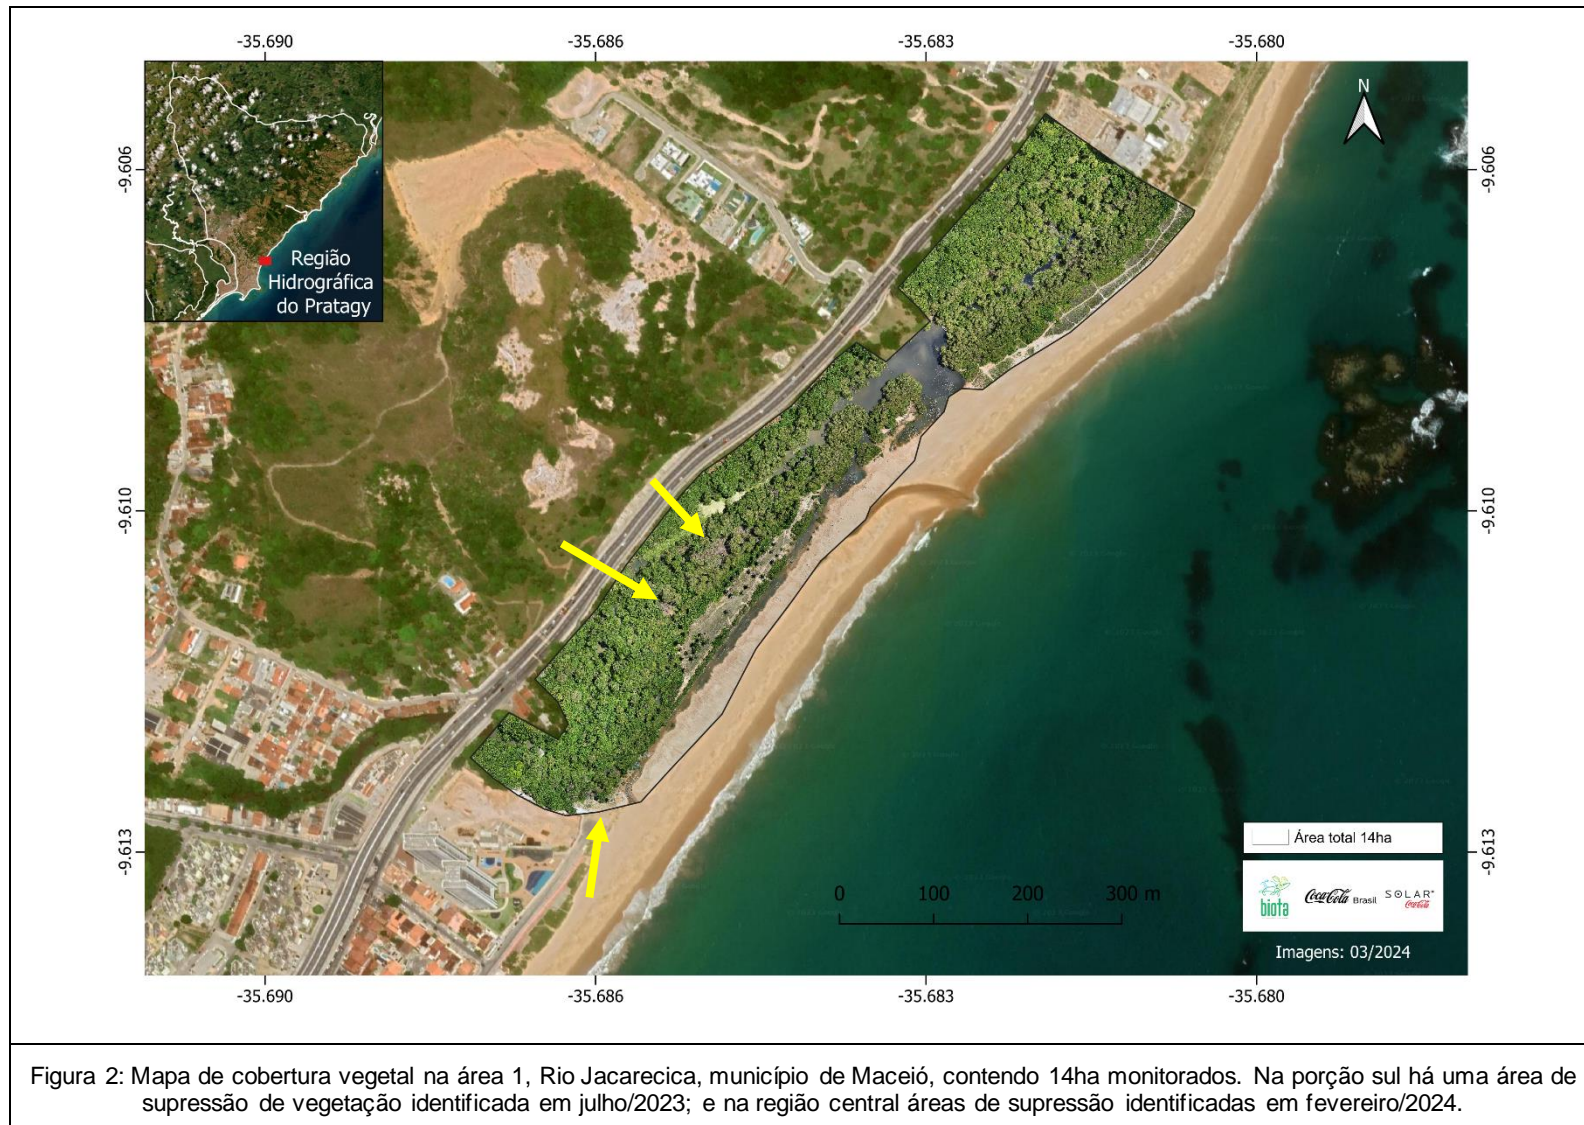 -35.690
-35.686
-35.683
-35.680
N
-9.606
-9.606
Região
Hidrográfica
do Pratagy
-9.610
-9.610
-9.613
-9.613
Área total 14ha
0 100 200 300 m
biota
Coca-Cola Brasil
SOLAR
Coca-Cola
Imagens: 03/2024
-35.690
-35.686
-35.683
-35.680
Figura 2: Mapa de cobertura vegetal na área 1, Rio Jacarecica, município de Maceió, contendo 14ha monitorados. Na porção sul há uma área de
supressão de vegetação identificada em julho/2023; e na região central áreas de supressão identificadas em fevereiro/2024.